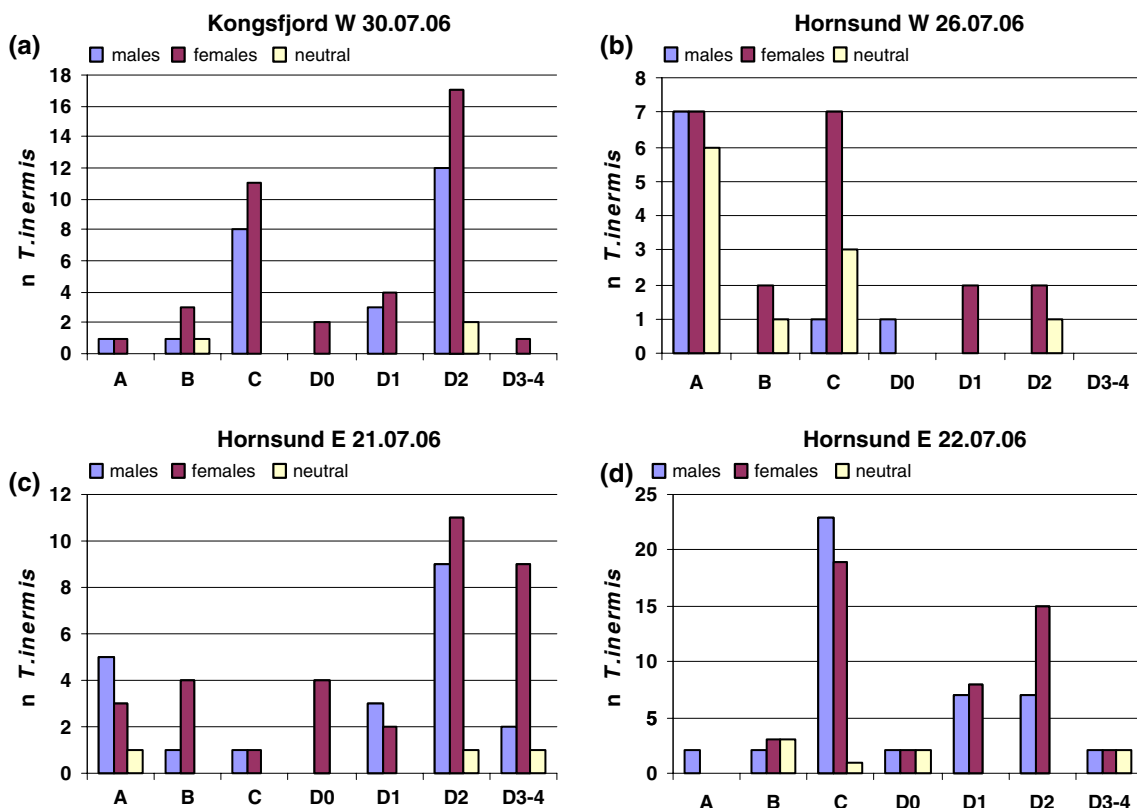 Kongsfjord W 30.07.06
(a)
males females neutral
18
16
14
12
10
8
6
4
2
0
n T.inermis
A B C D0 D1 D2 D3-4
Hornsund W 26.07.06
(b)
males females neutral
8
7
6
5
4
3
2
1
0
n T.inermis
A B C D0 D1 D2 D3-4
Hornsund E 21.07.06
(c)
males females neutral
12
10
8
6
4
2
0
n T.inermis
A B C D0 D1 D2 D3-4
Hornsund E 22.07.06
(d)
males females neutral
25
20
15
10
5
0
n T.inermis
A B C D0 D1 D2 D3-4